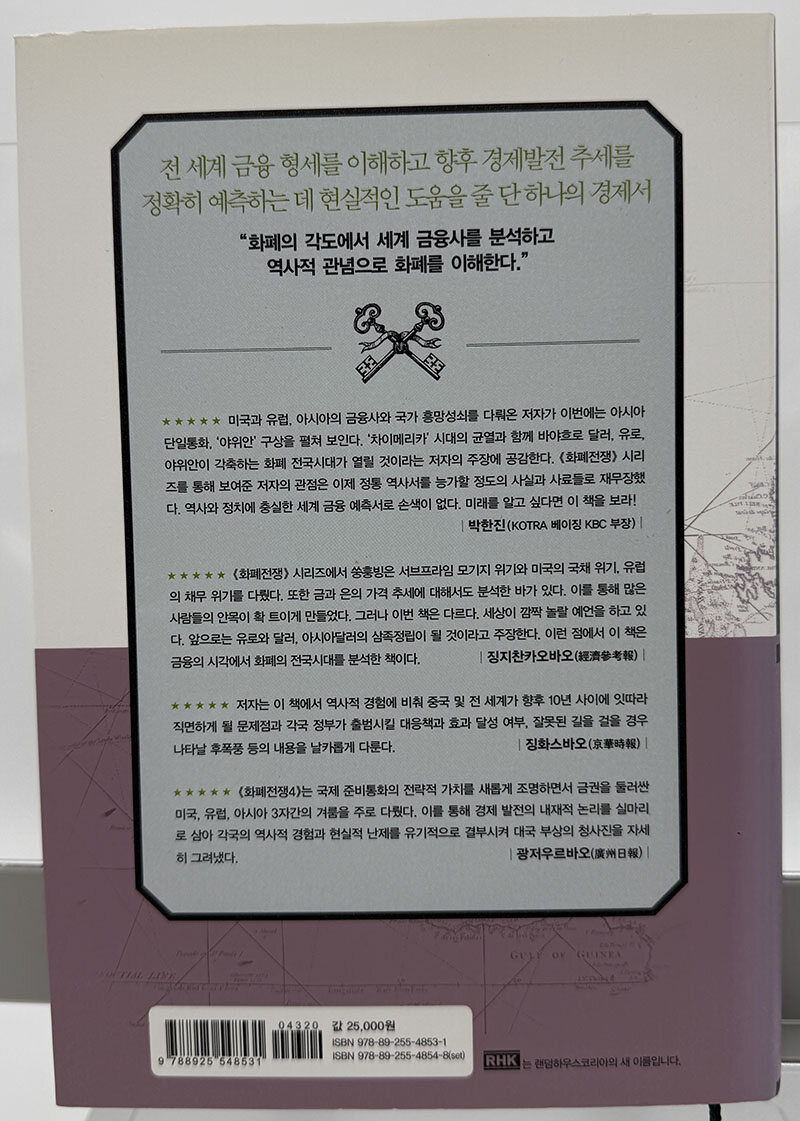 전 세계 금융 형세를 이해하고 향후 경제발전 추세를
정확히 예측하는 데 현실적인 도움을 줄 단 하나의 경제서
“화폐의 각도에서 세계 금융사를 분석하고
역사적 관념으로 화폐를 이해한다.”
★★★★★ 미국과 유럽, 아시아의 금융사와 국가 흥망성쇠를 다뤄온 저자가 이번에는 아시아
단일통화, ‘야위안’ 구상을 펼쳐 보인다. ‘차이메리카’ 시대의 균열과 함께 바야흐로 달러, 유로,
야위안이 각축하는 화폐 전국시대가 열릴 것이라는 저자의 주장에 공감한다. 《화폐전쟁》 시리
즈를 통해 보여준 저자의 관점은 이제 정통 역사서를 능가할 정도의 사실과 사료들로 재무장했
다. 역사와 정치에 충실한 세계 금융 예측서로 손색이 없다. 미래를 알고 싶다면 이 책을 보라!
| 박한진(KOTRA 베이징 KBC 부장) |
★★★★★ 《화폐전쟁》 시리즈에서 쑹훙빙은 서브프라임 모기지 위기와 미국의 국채 위기, 유럽
의 채무 위기를 다뤘다. 또한 금과 은의 가격 추세에 대해서도 분석한 바가 있다. 이를 통해 많은
사람들의 안목이 확 트이게 만들었다. 그러나 이번 책은 다르다. 세상이 깜짝 놀랄 예언을 하고 있
다. 앞으로는 유로와 달러, 아시아달러의 삼족정립이 될 것이라고 주장한다. 이런 점에서 이 책은
금융의 시각에서 화폐의 전국시대를 분석한 책이다. | 징지찬카오바오(經濟參考報) |
★★★★★ 저자는 이 책에서 역사적 경험에 비춰 중국 및 전 세계가 향후 10년 사이에 잇따라
직면하게 될 문제점과 각국 정부가 출범시킬 대응책과 효과 달성 여부, 잘못된 길을 걸을 경우
나타날 후폭풍 등의 내용을 날카롭게 다룬다. | 징화스바오(京華時報) |
★★★★★ 《화폐전쟁4》는 국제 준비통화의 전략적 가치를 새롭게 조명하면서 금권을 둘러싼
미국, 유럽, 아시아 3자간의 겨룸을 주로 다뤘다. 이를 통해 경제 발전의 내재적 논리를 실마리
로 삼아 각국의 역사적 경험과 현실적 난제를 유기적으로 결부시켜 대국 부상의 청사진을 자세
히 그려냈다. | 광저우르바오(廣州日報) |
GULF OF GUINEA
04320
값 25,000원
ISBN 978-89-255-4853-1
ISBN 978-89-255-4854-8(set)
9 788925 548531
RHK 는 랜덤하우스코리아의 새 이름입니다.